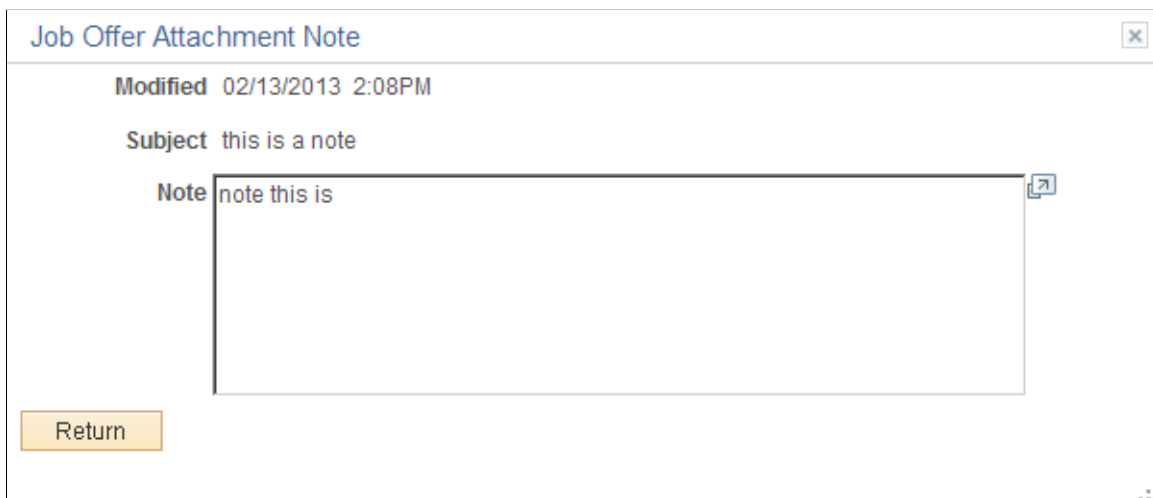 Job Offer Attachment Note
Modified 02/13/2013 2:08PM
Subject this is a note
Note note this is
Return